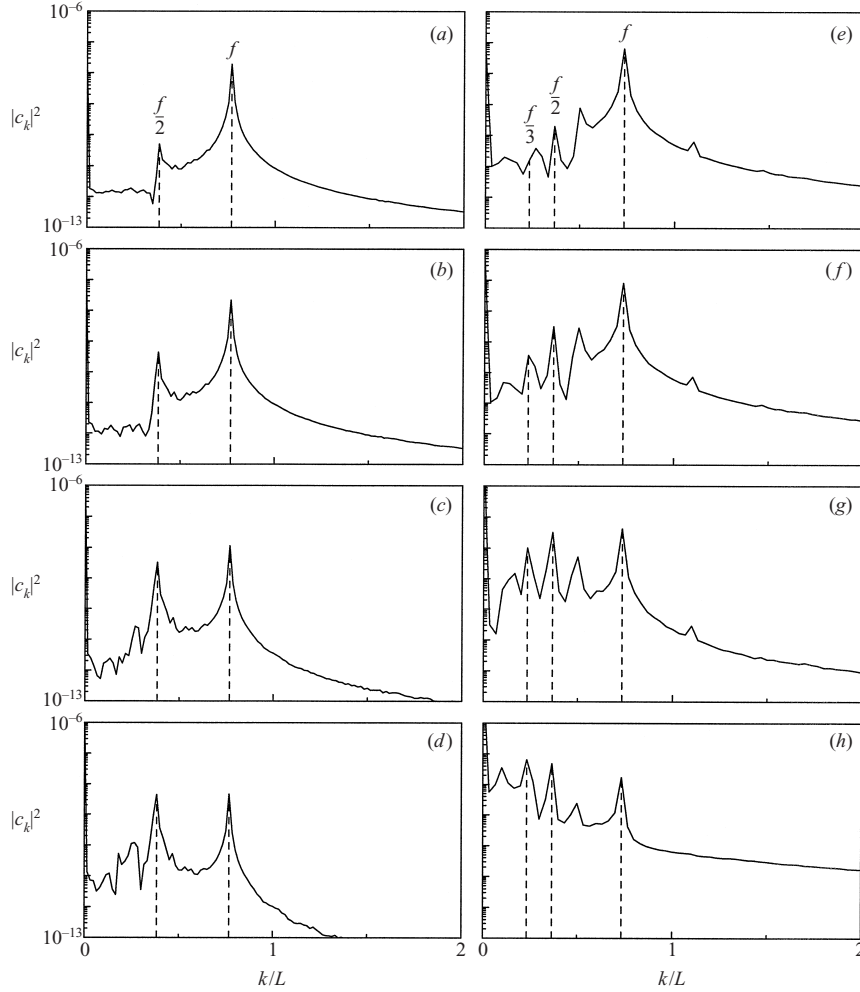 10^{-6}
(a)
f
f/2
|c_k|^2
10^{-13}
10^{-6}
(b)
|c_k|^2
10^{-13}
10^{-6}
(c)
|c_k|^2
10^{-13}
10^{-6}
(d)
|c_k|^2
10^{-13}
0
1
2
k/L
(e)
f
f/2
f/3
(f)
(g)
(h)
0
1
2
k/L